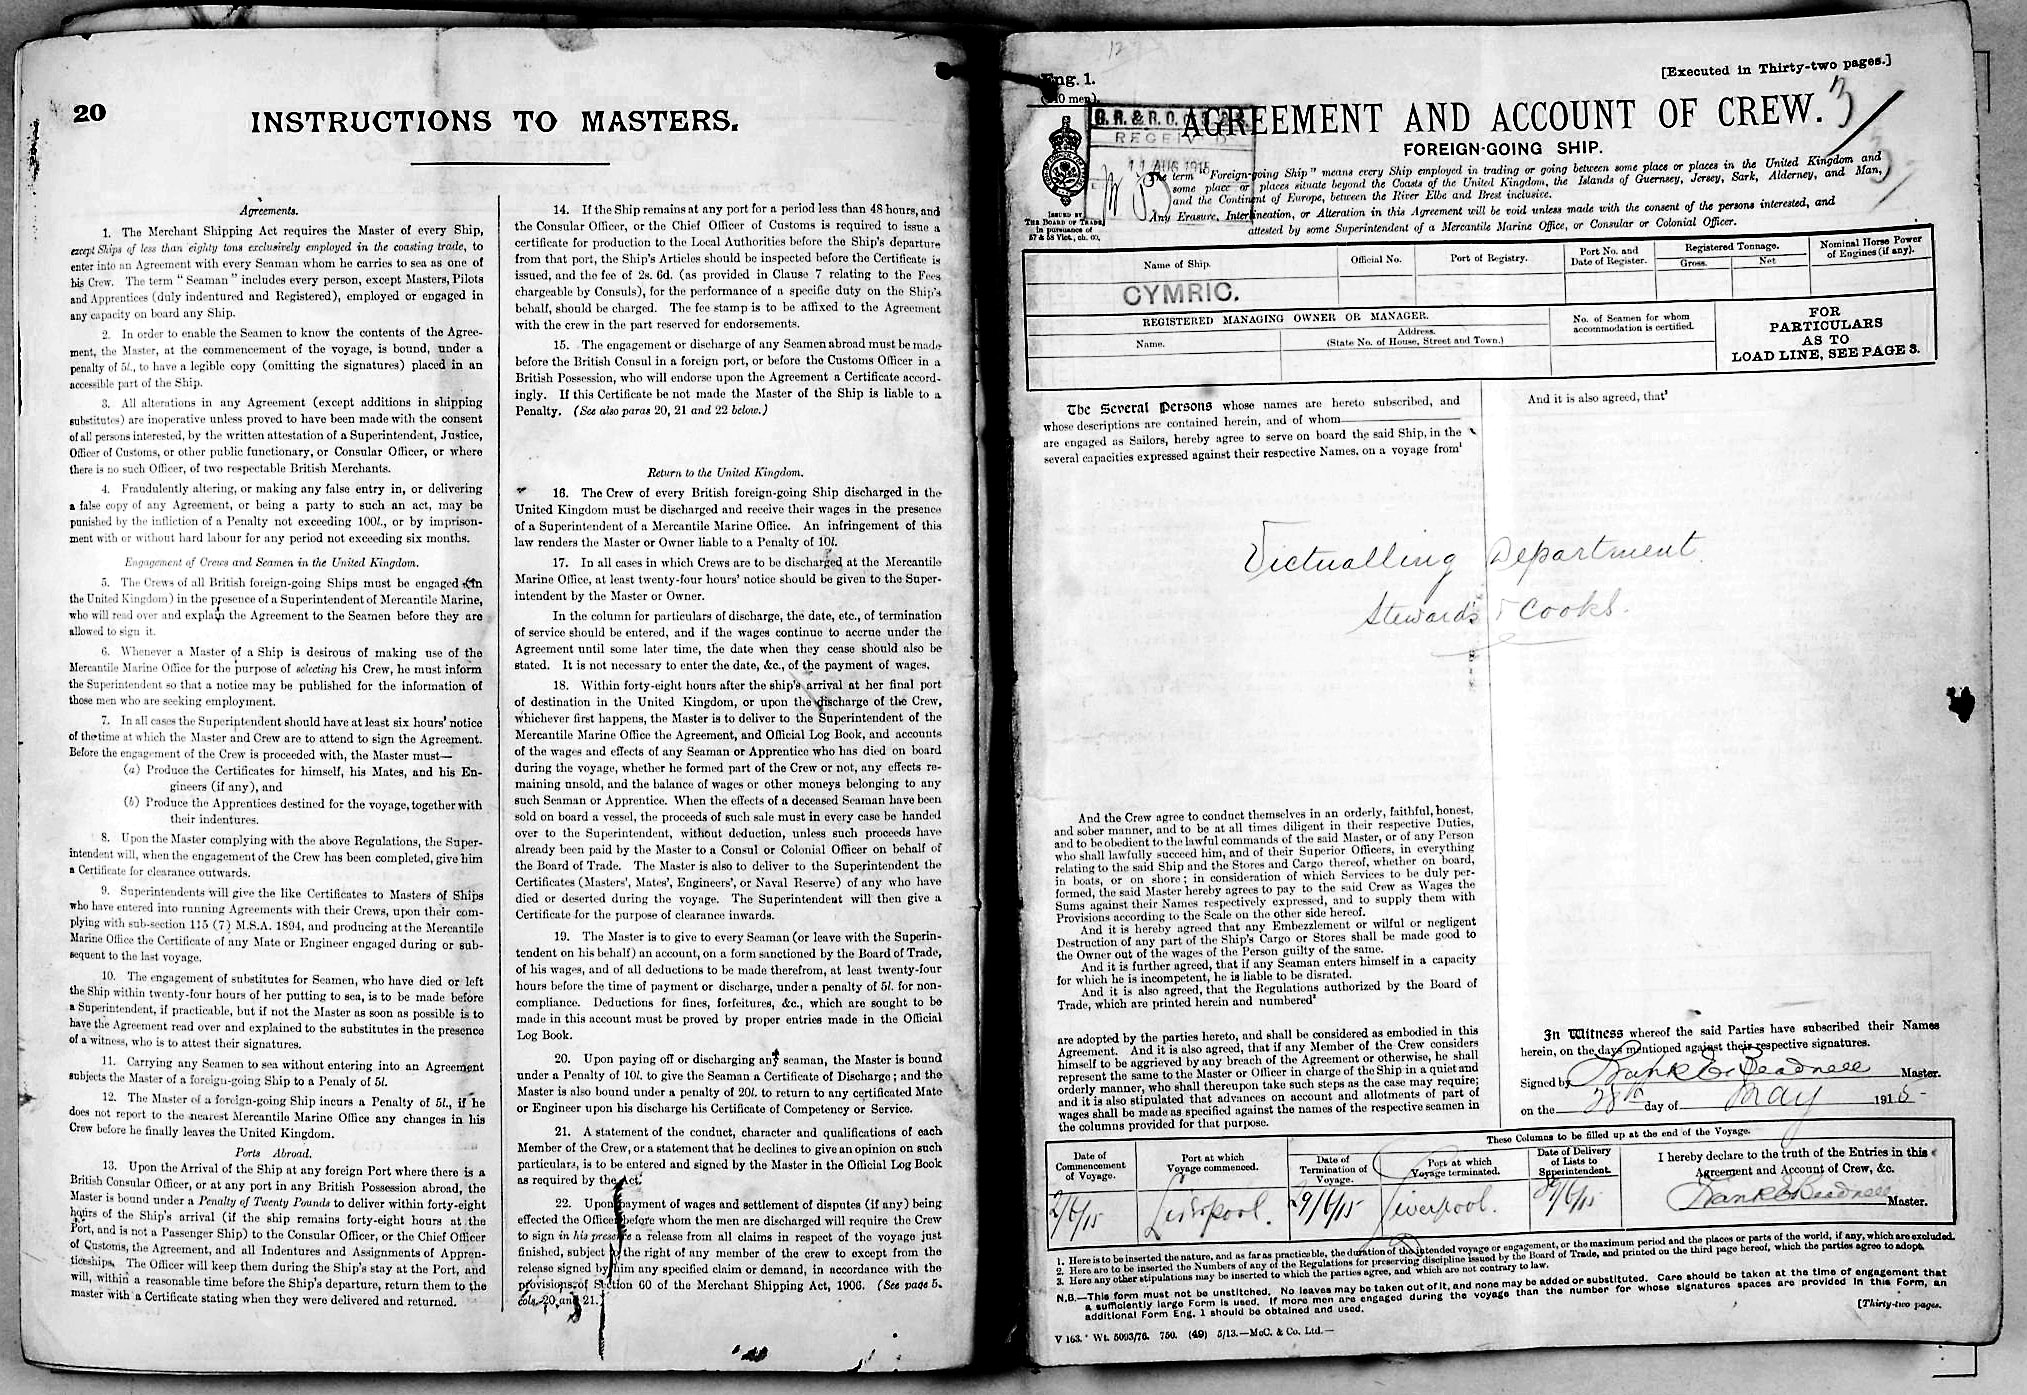 20
INSTRUCTIONS TO MASTERS.
Agreements.
1. The Merchant Shipping Act requires the Master of every Ship,
except Ships of less than eighty tons exclusively employed in the coasting trade, to
enter into an Agreement with every Seaman whom he carries to sea as one of
his Crew. The term "Seaman" includes every person, except Masters, Pilots
and Apprentices (duly indentured and Registered), employed or engaged in
any capacity on board any Ship.
2. In order to enable the Seamen to know the contents of the Agree-
ment, the Master, at the commencement of the voyage, is bound, under a
penalty of 5l., to have a legible copy (omitting the signatures) placed in an
accessible part of the Ship.
3. All alterations in any Agreement (except additions in shipping
substitutes) are inoperative unless proved to have been made with the consent
of all persons interested, by the written attestation of a Superintendent, Justice,
Officer of Customs, or other public functionary, or Consular Officer, or where
there is no such Officer, of two respectable British Merchants.
4. Fraudulently altering, or making any false entry in, or delivering
a false copy of any Agreement, or being a party to such an act, may be
punished by the infliction of a Penalty not exceeding 100l., or by imprison-
ment with or without hard labour for any period not exceeding six months.
Engagement of Crews and Seamen in the United Kingdom.
5. The Crews of all British foreign-going Ships must be engaged (in
the United Kingdom) in the presence of a Superintendent of Mercantile Marine,
who will read over and explain the Agreement to the Seamen before they are
allowed to sign it.
6. Whenever a Master of a Ship is desirous of making use of the
Mercantile Marine Office for the purpose of selecting his Crew, he must inform
the Superintendent so that a notice may be published for the information of
those men who are seeking employment.
7. In all cases the Superintendent should have at least six hours' notice
of the time at which the Master and Crew are to attend to sign the Agreement.
Before the engagement of the Crew is proceeded with, the Master must—
(a) Produce the Certificates for himself, his Mates, and his En-
gineers (if any), and
(b) Produce the Apprentices destined for the voyage, together with
their indentures.
8. Upon the Master complying with the above Regulations, the Super-
intendent will, when the engagement of the Crew has been completed, give him
a Certificate for clearance outwards.
9. Superintendents will give the like Certificates to Masters of Ships
who have entered into running Agreements with their Crews, upon their com-
plying with sub-section 115 (7) M.S.A. 1894, and producing at the Mercantile
Marine Office the Certificate of any Mate or Engineer engaged during or sub-
sequent to the last voyage.
10. The engagement of substitutes for Seamen, who have died or left
the Ship within twenty-four hours of her putting to sea, is to be made before
a Superintendent, if practicable, but if not the Master as soon as possible is to
have the Agreement read over and explained to the substitutes in the presence
of a witness, who is to attest their signatures.
11. Carrying any Seamen to sea without entering into an Agreement
subjects the Master of a foreign-going Ship to a Penaly of 5l.
12. The Master of a foreign-going Ship incurs a Penalty of 5l., if he
does not report to the nearest Mercantile Marine Office any changes in his
Crew before he finally leaves the United Kingdom.
Ports Abroad.
13. Upon the Arrival of the Ship at any foreign Port where there is a
British Consular Officer, or at any port in any British Possession abroad, the
Master is bound under a Penalty of Twenty Pounds to deliver within forty-eight
hours of the Ship's arrival (if the ship remains forty-eight hours at the
Port, and is not a Passenger Ship) to the Consular Officer, or the Chief Officer
of Customs, the Agreement, and all Indentures and Assignments of Appren-
ticeships. The Officer will keep them during the Ship's stay at the Port, and
will, within a reasonable time before the Ship's departure, return them to the
master with a Certificate stating when they were delivered and returned.
14. If the Ship remains at any port for a period less than 48 hours, and
the Consular Officer, or the Chief Officer of Customs is required to issue a
certificate for production to the Local Authorities before the Ship's departure
from that port, the Ship's Articles should be inspected before the Certificate is
issued, and the fee of 2s. 6d. (as provided in Clause 7 relating to the Fees
chargeable by Consuls), for the performance of a specific duty on the Ship's
behalf, should be charged. The fee stamp is to be affixed to the Agreement
with the crew in the part reserved for endorsements.
15. The engagement or discharge of any Seamen abroad must be made
before the British Consul in a foreign port, or before the Customs Officer in a
British Possession, who will endorse upon the Agreement a Certificate accord-
ingly. If this Certificate be not made the Master of the Ship is liable to a
Penalty. (See also paras 20, 21 and 22 below.)
Return to the United Kingdom.
16. The Crew of every British foreign-going Ship discharged in the
United Kingdom must be discharged and receive their wages in the presence
of a Superintendent of a Mercantile Marine Office. An infringement of this
law renders the Master or Owner liable to a Penalty of 10l.
17. In all cases in which Crews are to be discharged at the Mercantile
Marine Office, at least twenty-four hours' notice should be given to the Super-
intendent by the Master or Owner.
In the column for particulars of discharge, the date, etc., of termination
of service should be entered, and if the wages continue to accrue under the
Agreement until some later time, the date when they cease should also be
stated. It is not necessary to enter the date, &c., of the payment of wages.
18. Within forty-eight hours after the ship's arrival at her final port
of destination in the United Kingdom, or upon the discharge of the Crew,
whichever first happens, the Master is to deliver to the Superintendent of the
Mercantile Marine Office the Agreement, and Official Log Book, and accounts
of the wages and effects of any Seaman or Apprentice who has died on board
during the voyage, whether he formed part of the Crew or not, any effects re-
maining unsold, and the balance of wages or other moneys belonging to any
such Seaman or Apprentice. When the effects of a deceased Seaman have been
sold on board a vessel, the proceeds of such sale must in every case be handed
over to the Superintendent, without deduction, unless such proceeds have
already been paid by the Master to a Consul or Colonial Officer on behalf of
the Board of Trade. The Master is also to deliver to the Superintendent the
Certificates (Masters', Mates', Engineers', or Naval Reserve) of any who have
died or deserted during the voyage. The Superintendent will then give a
Certificate for the purpose of clearance inwards.
19. The Master is to give to every Seaman (or leave with the Superin-
tendent on his behalf) an account, on a form sanctioned by the Board of Trade,
of his wages, and of all deductions to be made therefrom, at least twenty-four
hours before the time of payment or discharge, under a penalty of 5l. for non-
compliance. Deductions for fines, forfeitures, &c., which are sought to be
made in this account must be proved by proper entries made in the Official
Log Book.
20. Upon paying off or discharging any seaman, the Master is bound
under a Penalty of 10l. to give the Seaman a Certificate of Discharge; and the
Master is also bound under a penalty of 20l. to return to any certificated Mate
or Engineer upon his discharge his Certificate of Competency or Service.
21. A statement of the conduct, character and qualifications of each
Member of the Crew, or a statement that he declines to give an opinion on such
particulars, is to be entered and signed by the Master in the Official Log Book
as required by the Act.
22. Upon payment of wages and settlement of disputes (if any) being
effected the Officer before whom the men are discharged will require the Crew
to sign in his presence a release from all claims in respect of the voyage just
finished, subject to the right of any member of the crew to except from the
release signed by him any specified claim or demand, in accordance with the
provisions of Section 60 of the Merchant Shipping Act, 1906. (See page 5.
cols. 20 and 21.)
Eng. 1.
[Executed in Thirty-two pages.]
AGREEMENT AND ACCOUNT OF CREW.
3
FOREIGN-GOING SHIP.
RECEIVED
11 AUG 1915
The term "Foreign-going Ship" means every Ship employed in trading or going between some place or places in the United Kingdom and
some place or places situate beyond the Coasts of the United Kingdom, the Islands of Guernsey, Jersey, Sark, Alderney, and Man,
and the Continent of Europe, between the River Elbe and Brest inclusive.
Any Erasure, Interlineation, or Alteration in this Agreement will be void unless made with the consent of the persons interested, and
attested by some Superintendent of a Mercantile Marine Office, or Consular or Colonial Officer.
ISSUED BY
THE BOARD OF TRADE
in pursuance of
57 & 58 Vict., ch. 60.
Name of Ship. Official No. Port of Registry. Port No. and Date of Register. Registered Tonnage. Gross. Net. Nominal Horse Power of Engines (if any).
CYMRIC.
REGISTERED MANAGING OWNER OR MANAGER.
Name. Address. (State No. of House, Street and Town.)
No. of Seamen for whom accommodation is certified.
FOR
PARTICULARS
AS TO
LOAD LINE, SEE PAGE 3.
The Several Persons whose names are hereto subscribed, and
whose descriptions are contained herein, and of whom
are engaged as Sailors, hereby agree to serve on board the said Ship, in the
several capacities expressed against their respective Names, on a voyage from1
And it is also agreed, that3
Victualling Department.
Stewards & Cooks.
And the Crew agree to conduct themselves in an orderly, faithful, honest,
and sober manner, and to be at all times diligent in their respective Duties,
and to be obedient to the lawful commands of the said Master, or of any Person
who shall lawfully succeed him, and of their Superior Officers, in everything
relating to the said Ship and the Stores and Cargo thereof, whether on board,
in boats, or on shore; in consideration of which Services to be duly per-
formed, the said Master hereby agrees to pay to the said Crew as Wages the
Sums against their Names respectively expressed, and to supply them with
Provisions according to the Scale on the other side hereof.
And it is hereby agreed that any Embezzlement or wilful or negligent
Destruction of any part of the Ship's Cargo or Stores shall be made good to
the Owner out of the wages of the Person guilty of the same.
And it is further agreed, that if any Seaman enters himself in a capacity
for which he is incompetent, he is liable to be disrated.
And it is also agreed, that the Regulations authorized by the Board of
Trade, which are printed herein and numbered2
are adopted by the parties hereto, and shall be considered as embodied in this
Agreement. And it is also agreed, that if any Member of the Crew considers
himself to be aggrieved by any breach of the Agreement or otherwise, he shall
represent the same to the Master or Officer in charge of the Ship in a quiet and
orderly manner, who shall thereupon take such steps as the case may require;
and it is also stipulated that advances on account and allotments of part of
wages shall be made as specified against the names of the respective seamen in
the columns provided for that purpose.
In Witness whereof the said Parties have subscribed their Names
herein, on the days mentioned against their respective signatures.
Signed by Frank E Beadnell Master.
on the 28th day of May 1915
These Columns to be filled up at the end of the Voyage.
Date of Commencement of Voyage. Port at which Voyage commenced. Date of Termination of Voyage. Port at which Voyage terminated. Date of Delivery of Lists to Superintendent.
I hereby declare to the truth of the Entries in this
Agreement and Account of Crew, &c.
2/6/15 Liverpool. 29/6/15 Liverpool. Frank E Beadnell Master.
1. Here is to be inserted the nature, and as far as practicable, the duration of the intended voyage or engagement, or the maximum period and the places or parts of the world, if any, which are excluded.
2. Here are to be inserted the Numbers of any of the Regulations for preserving discipline issued by the Board of Trade, and printed on the third page hereof, which the parties agree to adopt.
3. Here any other stipulations may be inserted to which the parties agree, and which are not contrary to law.
N.B.—This form must not be unstitched. No leaves may be taken out of it, and none may be added or substituted. Care should be taken at the time of engagement that
a sufficiently large Form is used. If more men are engaged during the voyage than the number for whose signatures spaces are provided in this Form, an
additional Form Eng. 1 should be obtained and used.
[Thirty-two pages.
V 163. Wt. 5093/76. 750. (49) 5/13.—McC. & Co. Ltd.—